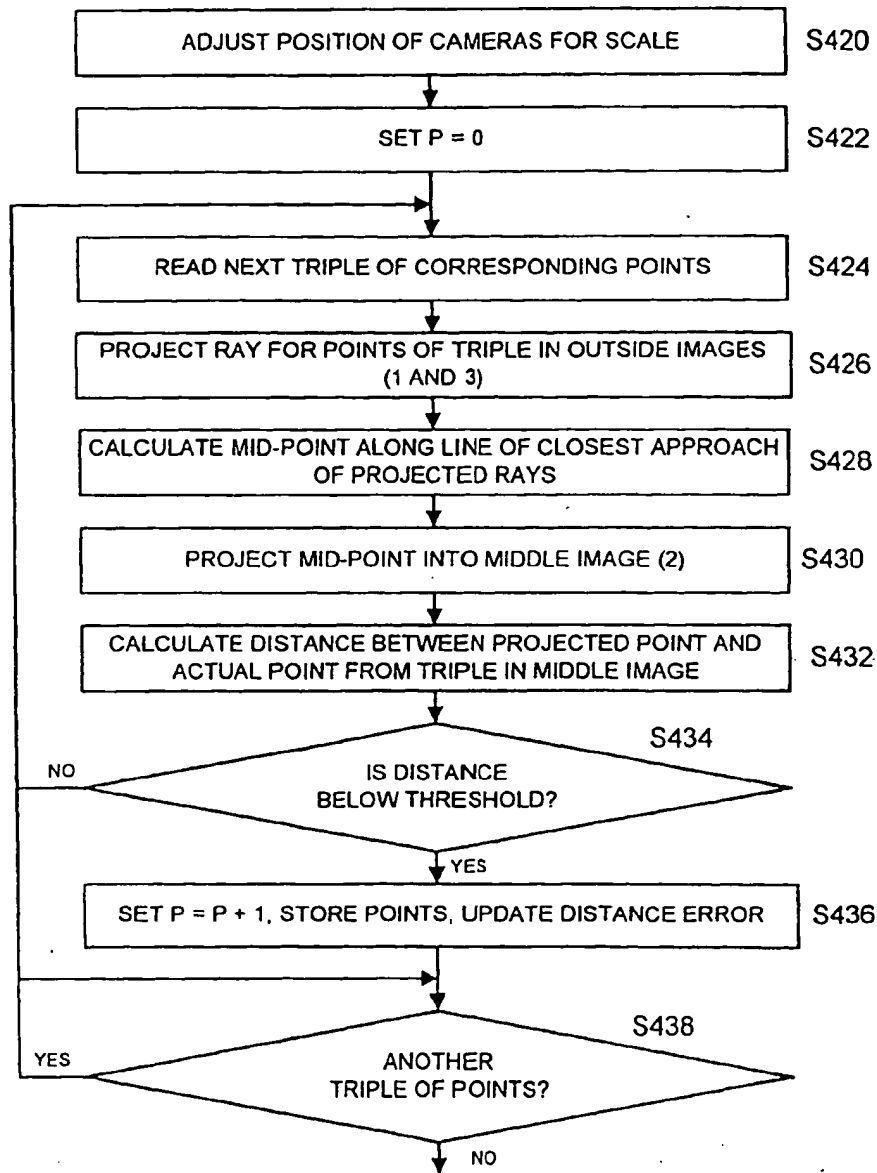 ADJUST POSITION OF CAMERAS FOR SCALE
S420
SET P = 0
S422
READ NEXT TRIPLE OF CORRESPONDING POINTS
S424
PROJECT RAY FOR POINTS OF TRIPLE IN OUTSIDE IMAGES
(1 AND 3)
S426
CALCULATE MID-POINT ALONG LINE OF CLOSEST APPROACH
OF PROJECTED RAYS
S428
PROJECT MID-POINT INTO MIDDLE IMAGE (2)
S430
CALCULATE DISTANCE BETWEEN PROJECTED POINT AND
ACTUAL POINT FROM TRIPLE IN MIDDLE IMAGE
S432
S434
NO
IS DISTANCE
BELOW THRESHOLD?
YES
SET P = P + 1, STORE POINTS, UPDATE DISTANCE ERROR
S436
S438
YES
ANOTHER
TRIPLE OF POINTS?
NO